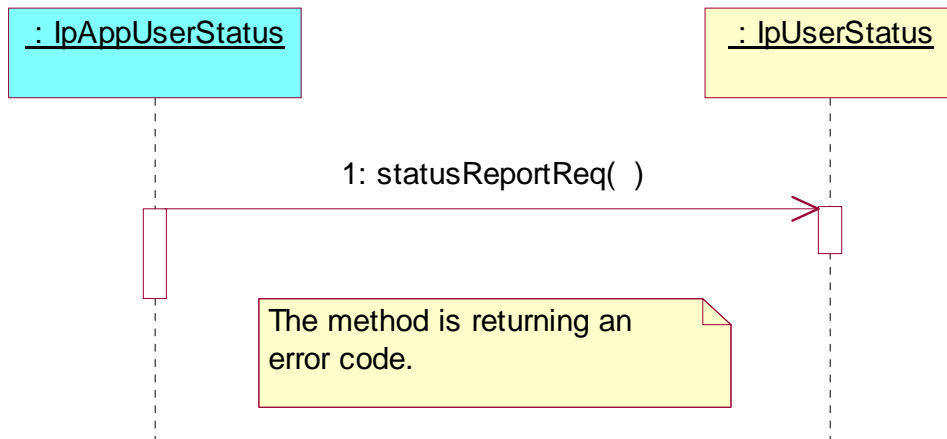 : IpAppUserStatus
: IpUserStatus
1: statusReportReq( )
The method is returning an
error code.